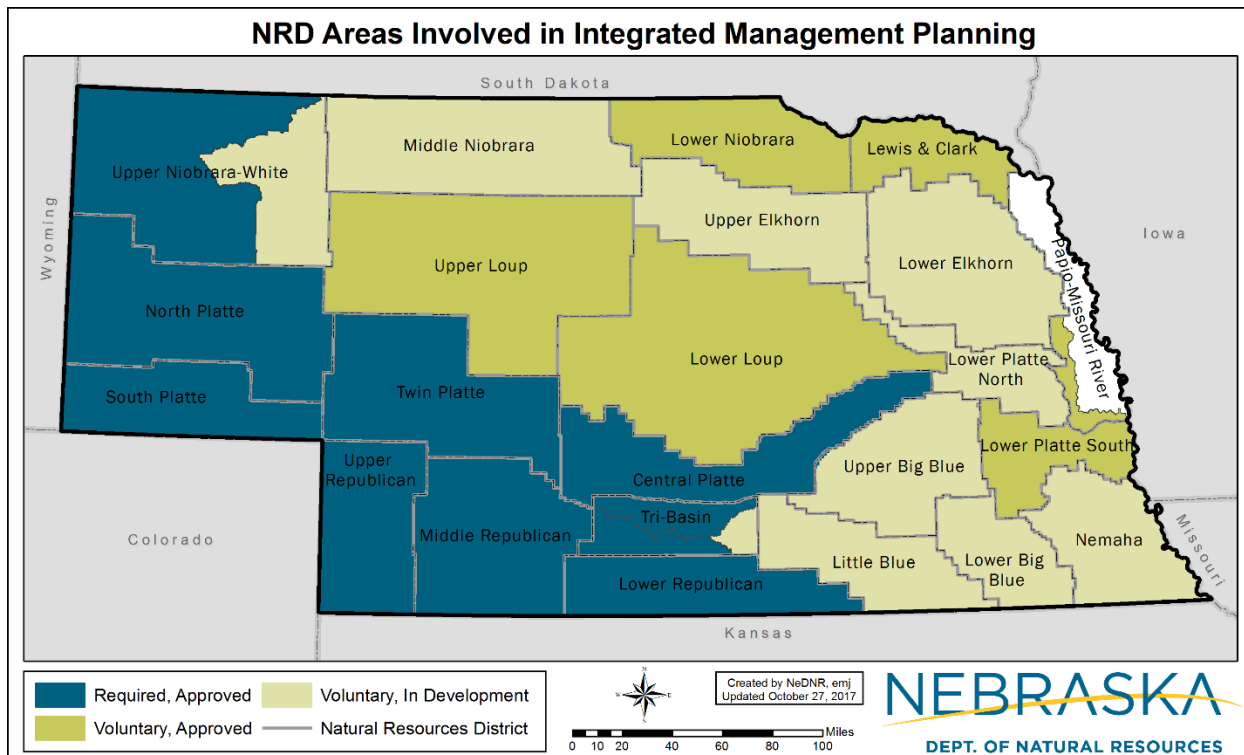 NRD Areas Involved in Integrated Management Planning
South Dakota
Wyoming
Iowa
Colorado
Kansas
Missouri
Upper Niobrara-White
Middle Niobrara
Lower Niobrara
Lewis & Clark
Upper Elkhorn
Lower Elkhorn
Papio-Missouri River
Upper Loup
North Platte
Lower Loup
Lower Platte
North
South Platte
Twin Platte
Lower Platte South
Upper
Republican
Central Platte
Upper Big Blue
Middle Republican
Tri-Basin
Nemaha
Little Blue
Lower Big
Blue
Lower Republican
Required, Approved
Voluntary, In Development
Voluntary, Approved
Natural Resources District
N
W
E
S
Created by NeDNR, emj
Updated October 27, 2017
Miles
0 5 10 20 40 60 80 100
NEBRASKA
DEPT. OF NATURAL RESOURCES